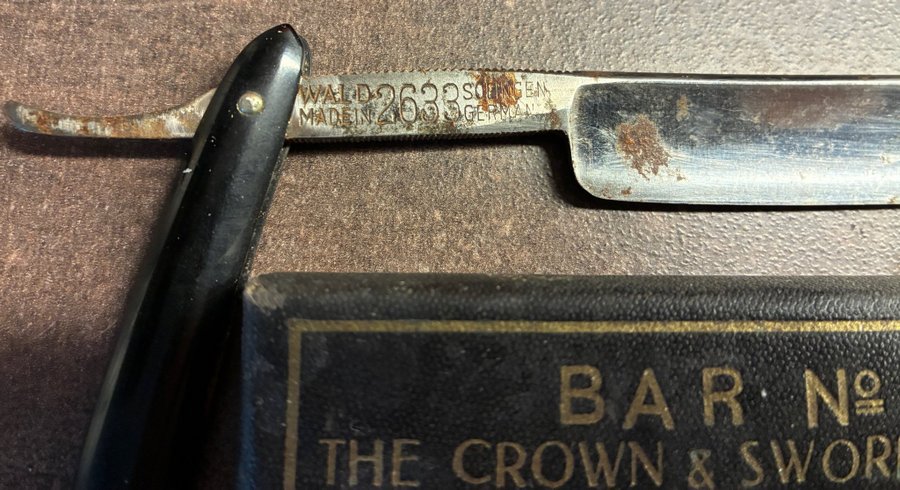 WALD 2633 SOLINGEN
MADE IN GERMANY
BAR Nº
THE CROWN & SWOR